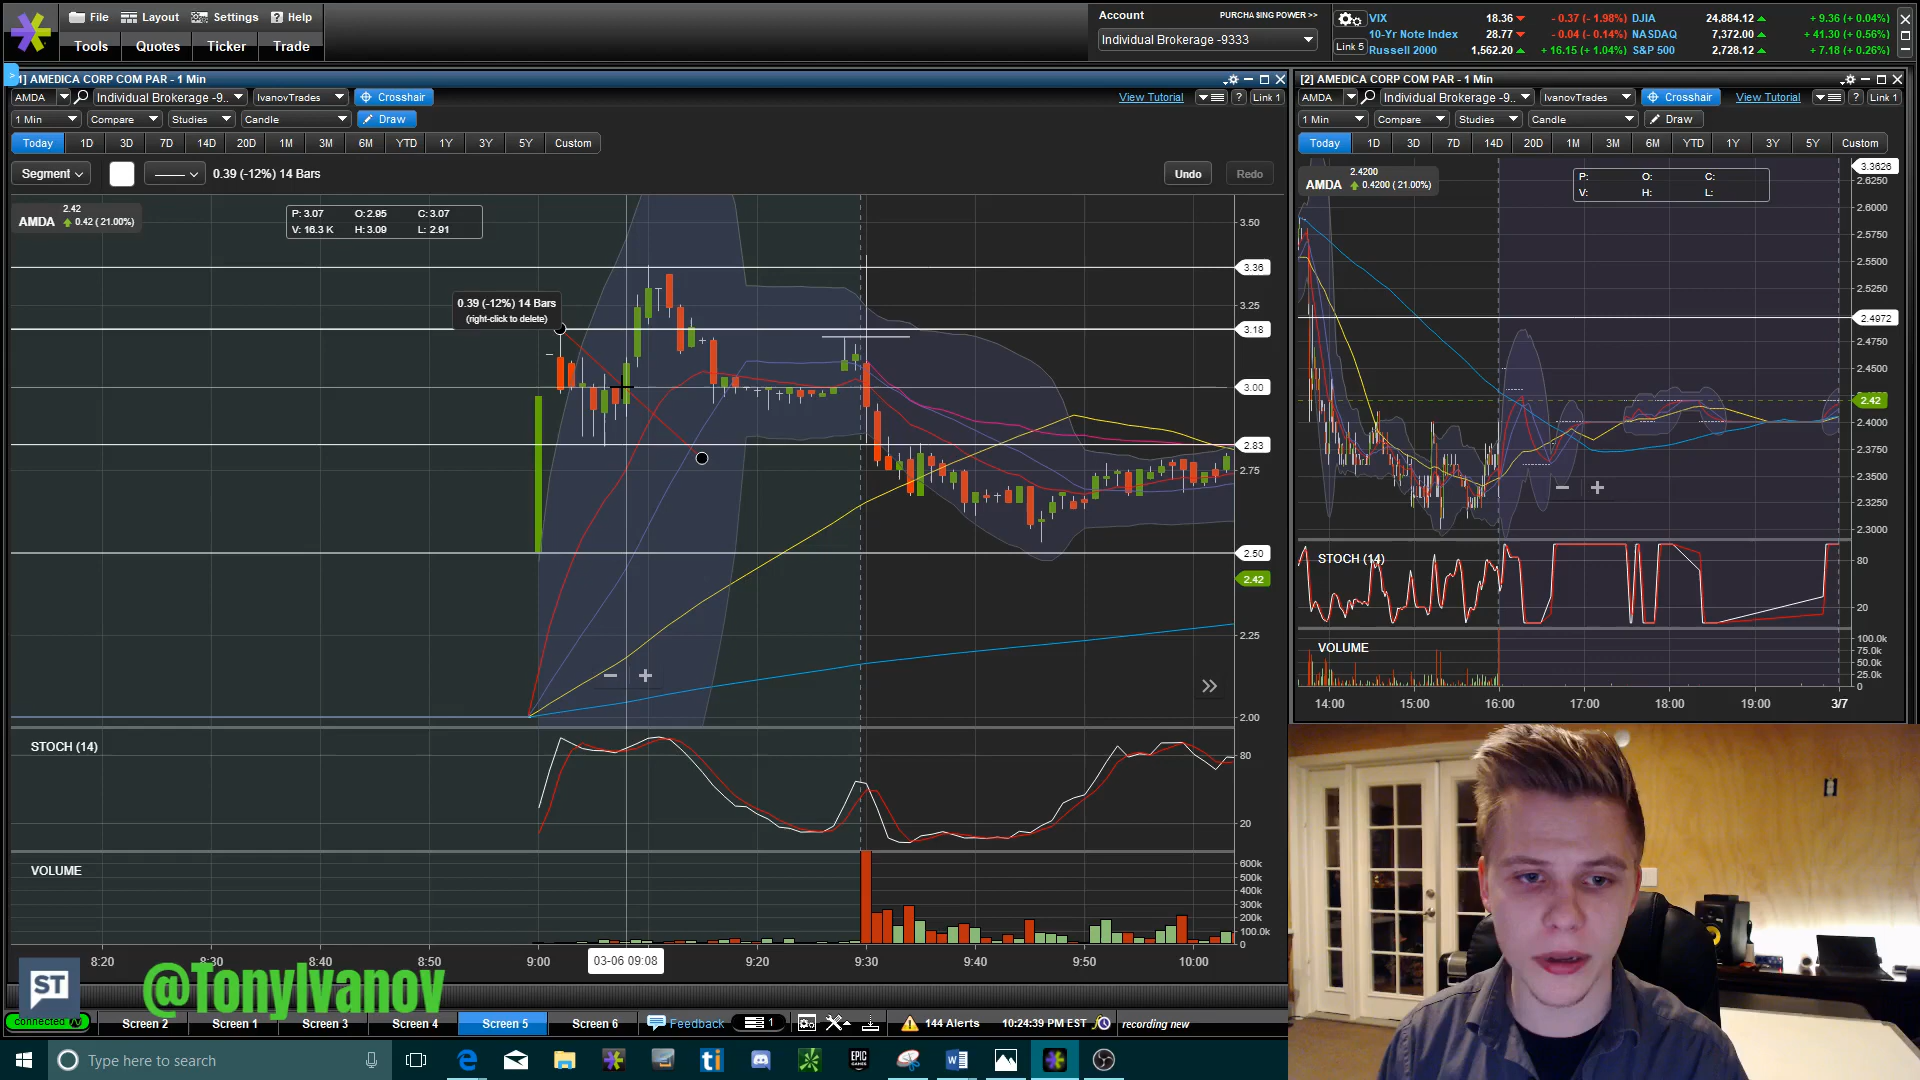 File Layout Settings Help
Tools Quotes Ticker Trade
Account PURCHASING POWER >>
Individual Brokerage -9333
Link 5
VIX 18.36 - 0.37 (- 1.98%) DJIA 24,884.12 + 9.36 (+ 0.04%)
10-Yr Note Index 28.77 - 0.04 (- 0.14%) NASDAQ 7,372.00 + 41.30 (+ 0.56%)
Russell 2000 1,562.20 + 16.15 (+ 1.04%) S&P 500 2,728.12 + 7.18 (+ 0.26%)
1] AMEDICA CORP COM PAR - 1 Min
AMDA Individual Brokerage -9.. IvanovTrades Crosshair View Tutorial ? Link 1
1 Min Compare Studies Candle Draw
Today 1D 3D 7D 14D 20D 1M 3M 6M YTD 1Y 3Y 5Y Custom
Segment 0.39 (-12%) 14 Bars Undo Redo
AMDA 2.42 0.42 (21.00%)
P: 3.07 O: 2.95 C: 3.07
V: 16.3 K H: 3.09 L: 2.91
0.39 (-12%) 14 Bars
(right-click to delete)
3.50
3.36
3.25
3.18
3.00
2.83
2.75
2.50
2.42
2.25
2.00
STOCH (14)
80
20
VOLUME
600k
500k
400k
300k
200k
100.0k
0
8:20 8:30 8:40 8:50 9:00 03-06 09:08 9:20 9:30 9:40 9:50 10:00
[2] AMEDICA CORP COM PAR - 1 Min
AMDA Individual Brokerage -9.. IvanovTrades Crosshair View Tutorial ? Link 1
1 Min Compare Studies Candle Draw
Today 1D 3D 7D 14D 20D 1M 3M 6M YTD 1Y 3Y 5Y Custom
AMDA 2.4200 0.4200 (21.00%)
P: O: C:
V: H: L:
3.3626
2.6250
2.6000
2.5750
2.5500
2.5250
2.4972
2.4750
2.4500
2.42
2.4000
2.3750
2.3500
2.3250
2.3000
STOCH (14)
80
20
VOLUME
100.0k
75.0k
50.0k
25.0k
0
14:00 15:00 16:00 17:00 18:00 19:00 3/7
ST @TonyIvanov
connected Screen 2 Screen 1 Screen 3 Screen 4 Screen 5 Screen 6 Feedback 1 144 Alerts 10:24:39 PM EST recording new
Type here to search
ti
EPIC GAMES